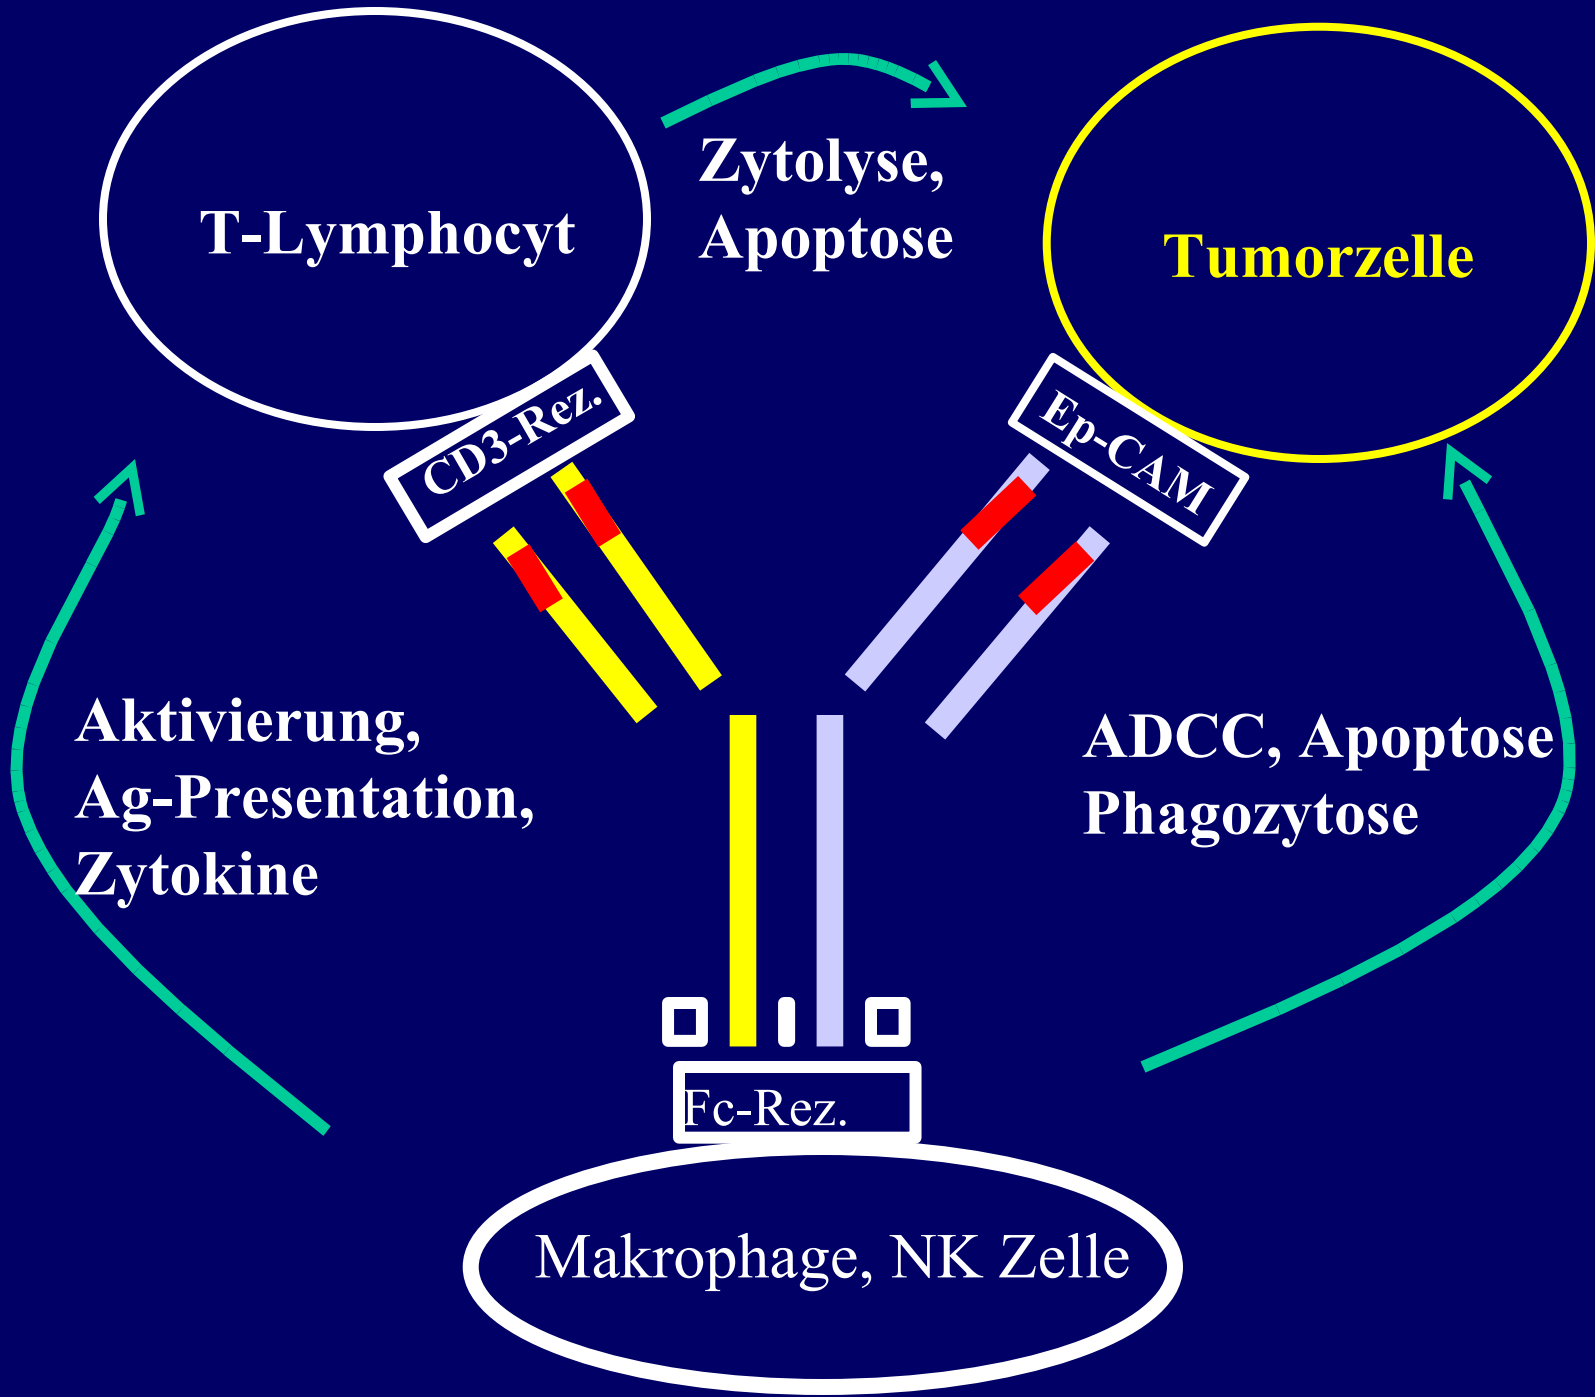 T-Lymphocyt
Zytolyse,
Apoptose
Tumorzelle
CD3-Rez.
Ep-CAM
Aktivierung,
Ag-Presentation,
Zytokine
ADCC, Apoptose
Phagozytose
Fc-Rez.
Makrophage, NK Zelle